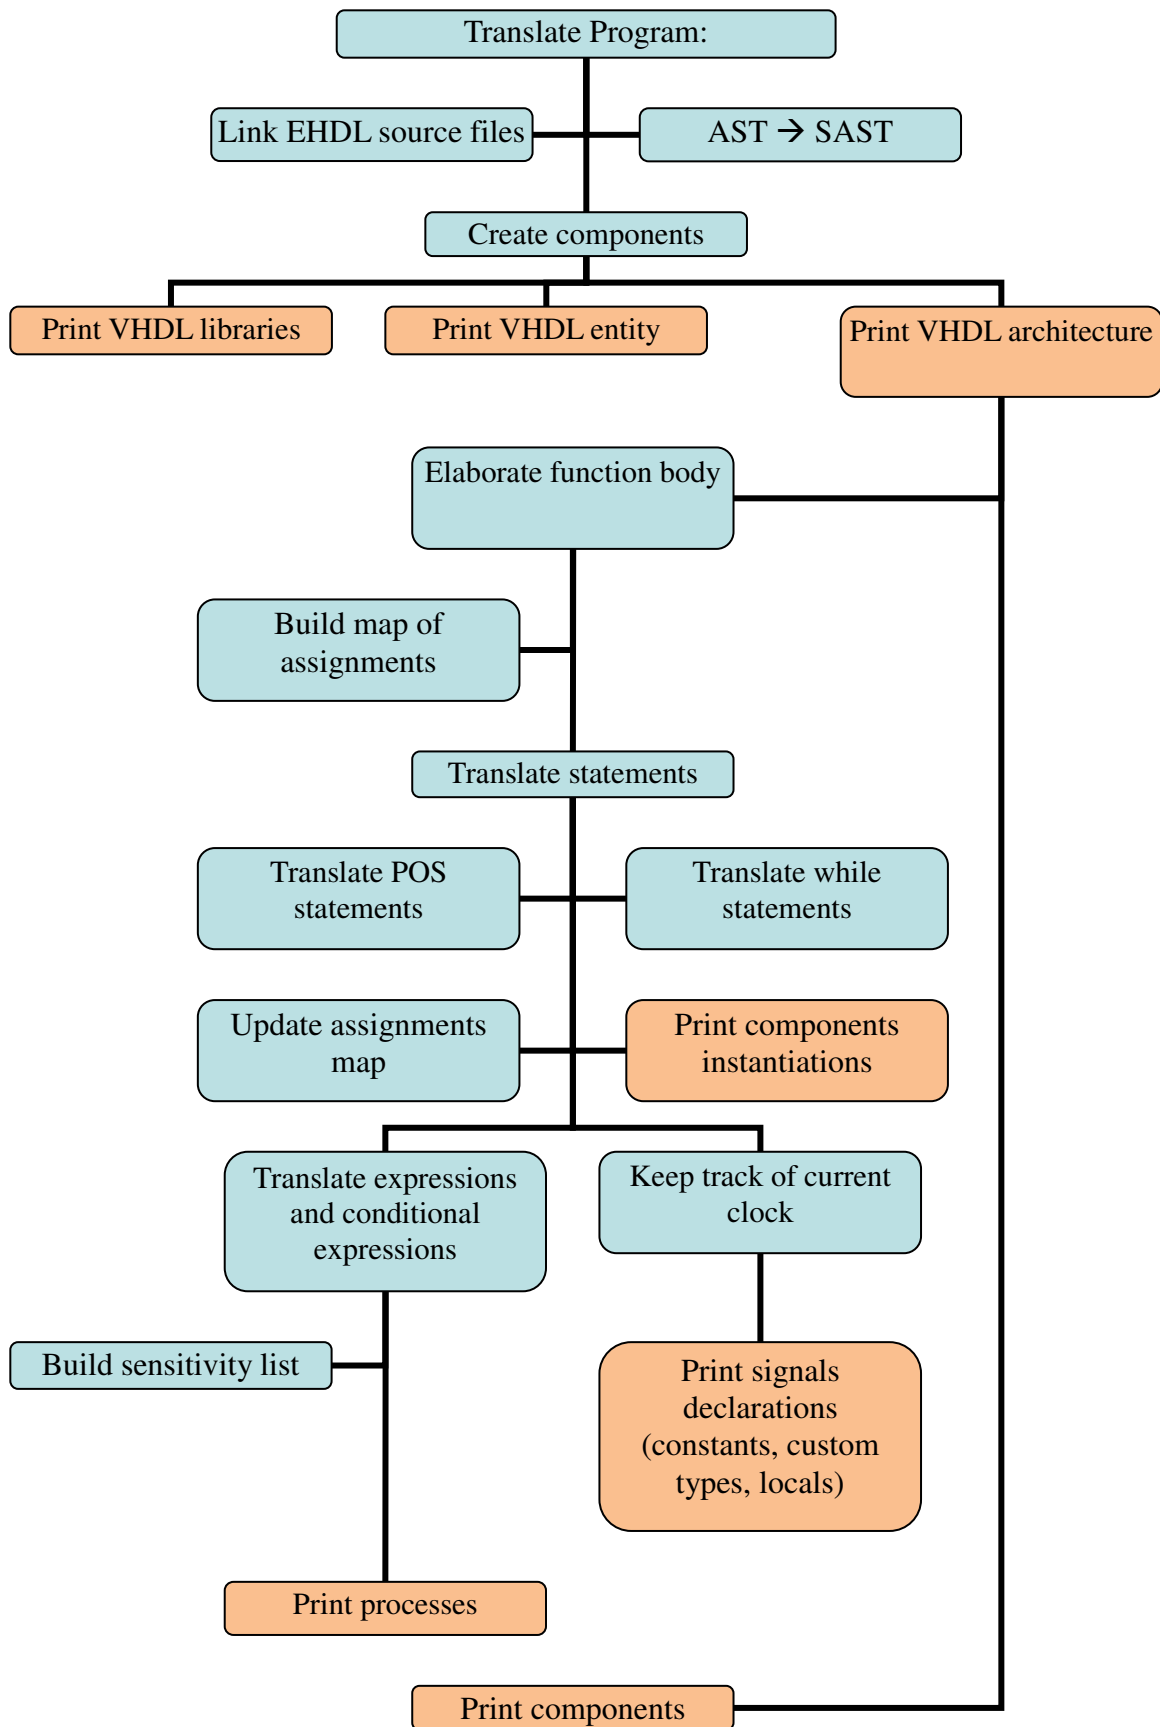 Translate Program:
Link EHDL source files
AST → SAST
Create components
Print VHDL libraries
Print VHDL entity
Print VHDL architecture
Elaborate function body
Build map of
assignments
Translate statements
Translate POS
statements
Translate while
statements
Update assignments
map
Print components
instantiations
Translate expressions
and conditional
expressions
Keep track of current
clock
Build sensitivity list
Print signals
declarations
(constants, custom
types, locals)
Print processes
Print components